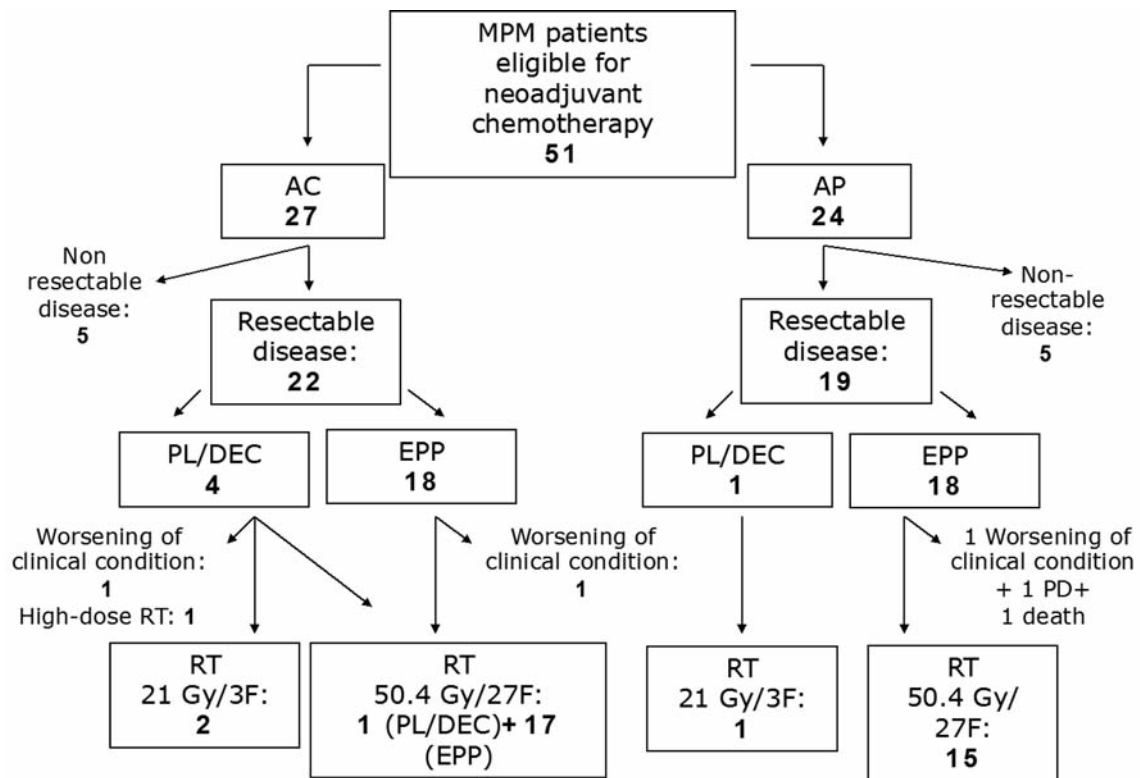 MPM patients
eligible for
neoadjuvant
chemotherapy
51
AC
27
AP
24
Non
resectable
disease:
5
Non-
resectable
disease:
5
Resectable
disease:
22
Resectable
disease:
19
PL/DEC
4
EPP
18
PL/DEC
1
EPP
18
Worsening of
clinical condition:
1
High-dose RT: 1
Worsening of
clinical condition:
1
1 Worsening of
clinical condition
+ 1 PD+
1 death
RT
21 Gy/3F:
2
RT
50.4 Gy/27F:
1 (PL/DEC)+ 17
(EPP)
RT
21 Gy/3F:
1
RT
50.4 Gy/
27F:
15